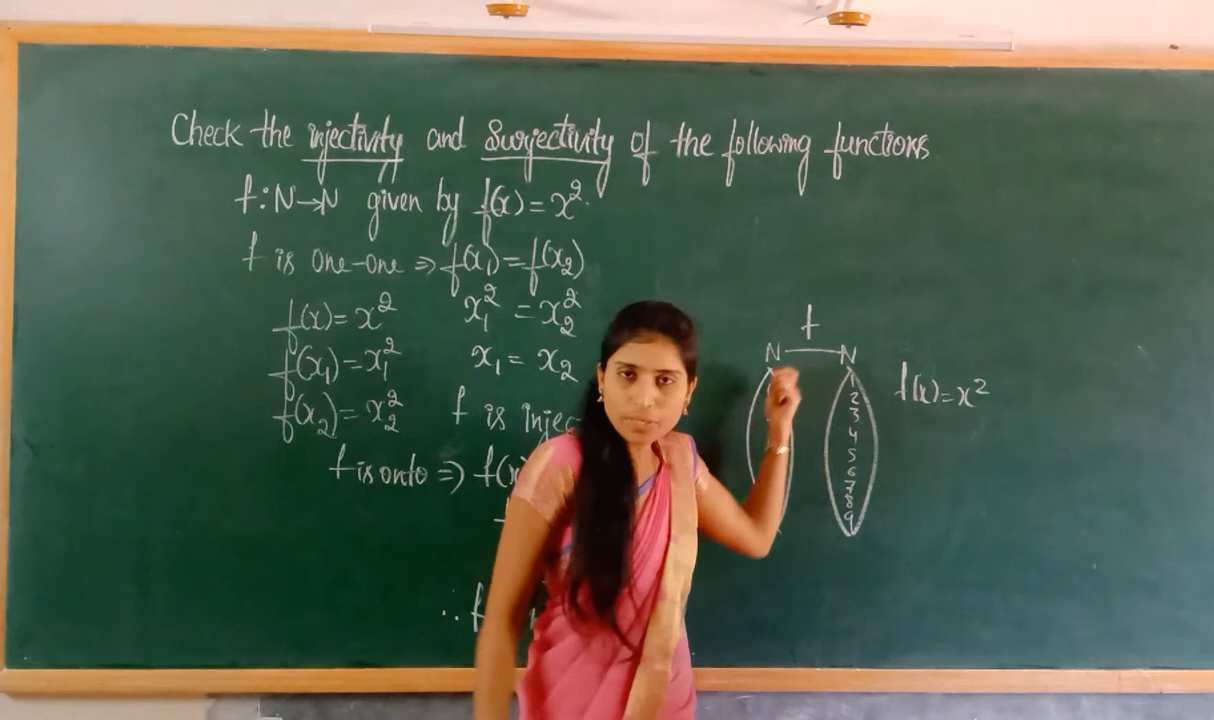 Check the injectivity and Surjectivity of the following functions
f:N→N given by f(x) = x².
f is one-one ⇒ f(x₁) = f(x₂)
f(x) = x² x₁² = x₂²
f(x₁) = x₁² x₁ = x₂
f(x₂) = x₂² f is
f is onto ⇒
∴ f
f
N N
f(x) = x²
1
2
3
4
5
6
7
8
9